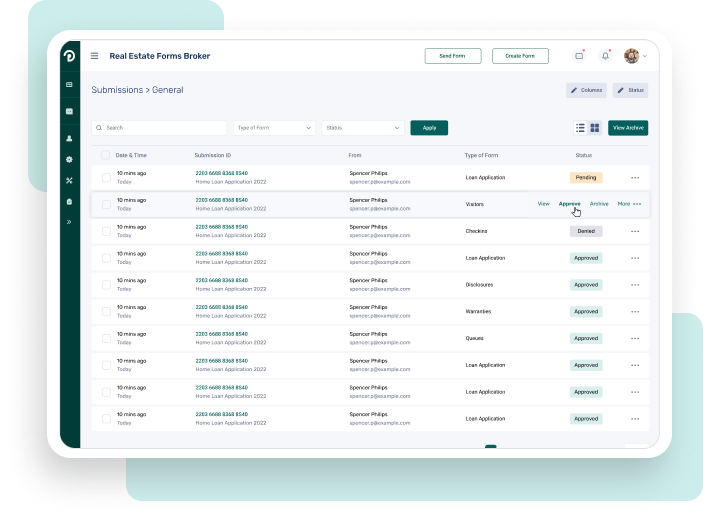 Real Estate Forms Broker
Send Form
Create Form
Submissions > General
Columns
Status
Search
Type of Form
Status
Apply
View Archive
Date & Time Submission ID From Type of Form Status
10 mins ago 2203 6688 8368 8540 Spencer Philips Loan Application Pending
Today Home Loan Application 2022 spencer.p@example.com
10 mins ago 2203 6688 8368 8540 Spencer Philips Visitors View Approve Archive More
Today Home Loan Application 2022 spencer.p@example.com
10 mins ago 2203 6688 8368 8540 Spencer Philips Checkins Denied
Today Home Loan Application 2022 spencer.p@example.com
10 mins ago 2203 6688 8368 8540 Spencer Philips Loan Application Approved
Today Home Loan Application 2022 spencer.p@example.com
10 mins ago 2203 6688 8368 8540 Spencer Philips Disclosures Approved
Today Home Loan Application 2022 spencer.p@example.com
10 mins ago 2203 6688 8368 8540 Spencer Philips Warranties Approved
Today Home Loan Application 2022 spencer.p@example.com
10 mins ago 2203 6688 8368 8540 Spencer Philips Queues Approved
Today Home Loan Application 2022 spencer.p@example.com
10 mins ago 2203 6688 8368 8540 Spencer Philips Loan Application Approved
Today Home Loan Application 2022 spencer.p@example.com
10 mins ago 2203 6688 8368 8540 Spencer Philips Loan Application Approved
Today Home Loan Application 2022 spencer.p@example.com
10 mins ago 2203 6688 8368 8540 Spencer Philips Loan Application Approved
Today Home Loan Application 2022 spencer.p@example.com